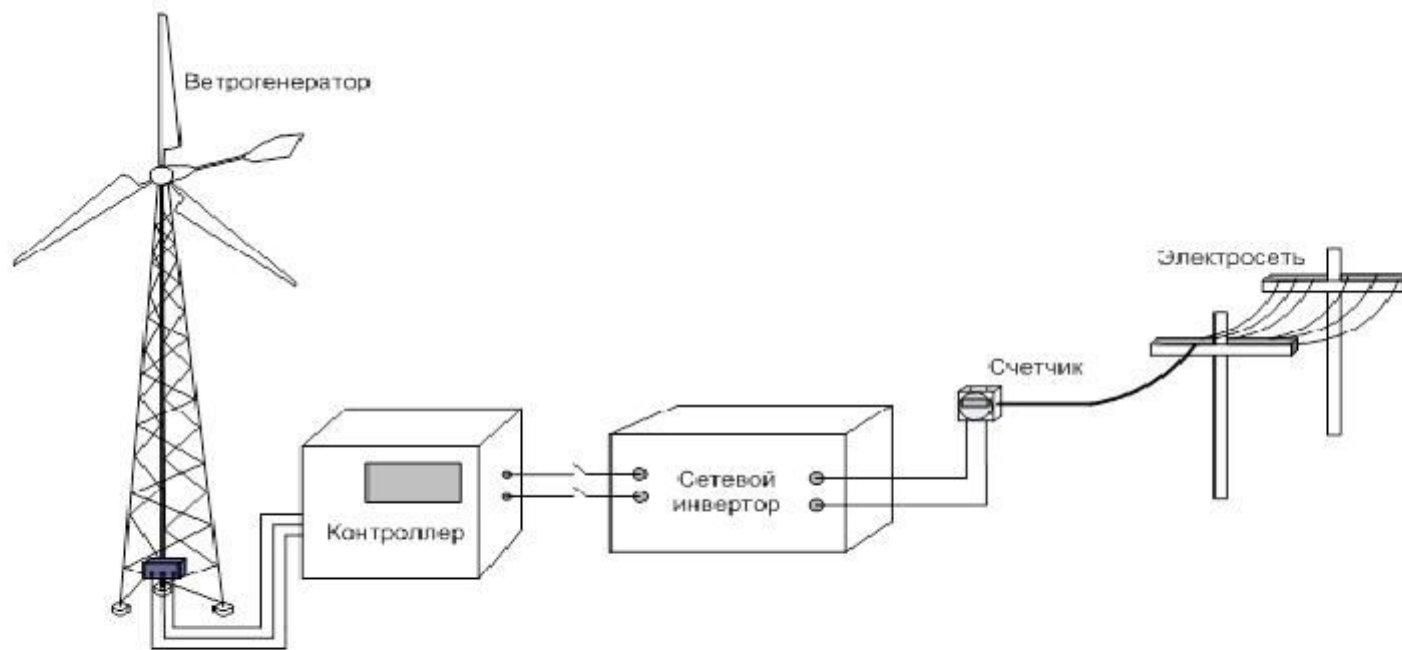 Ветрогенератор
Электросеть
Счетчик
Сетевой
инвертор
Контроллер